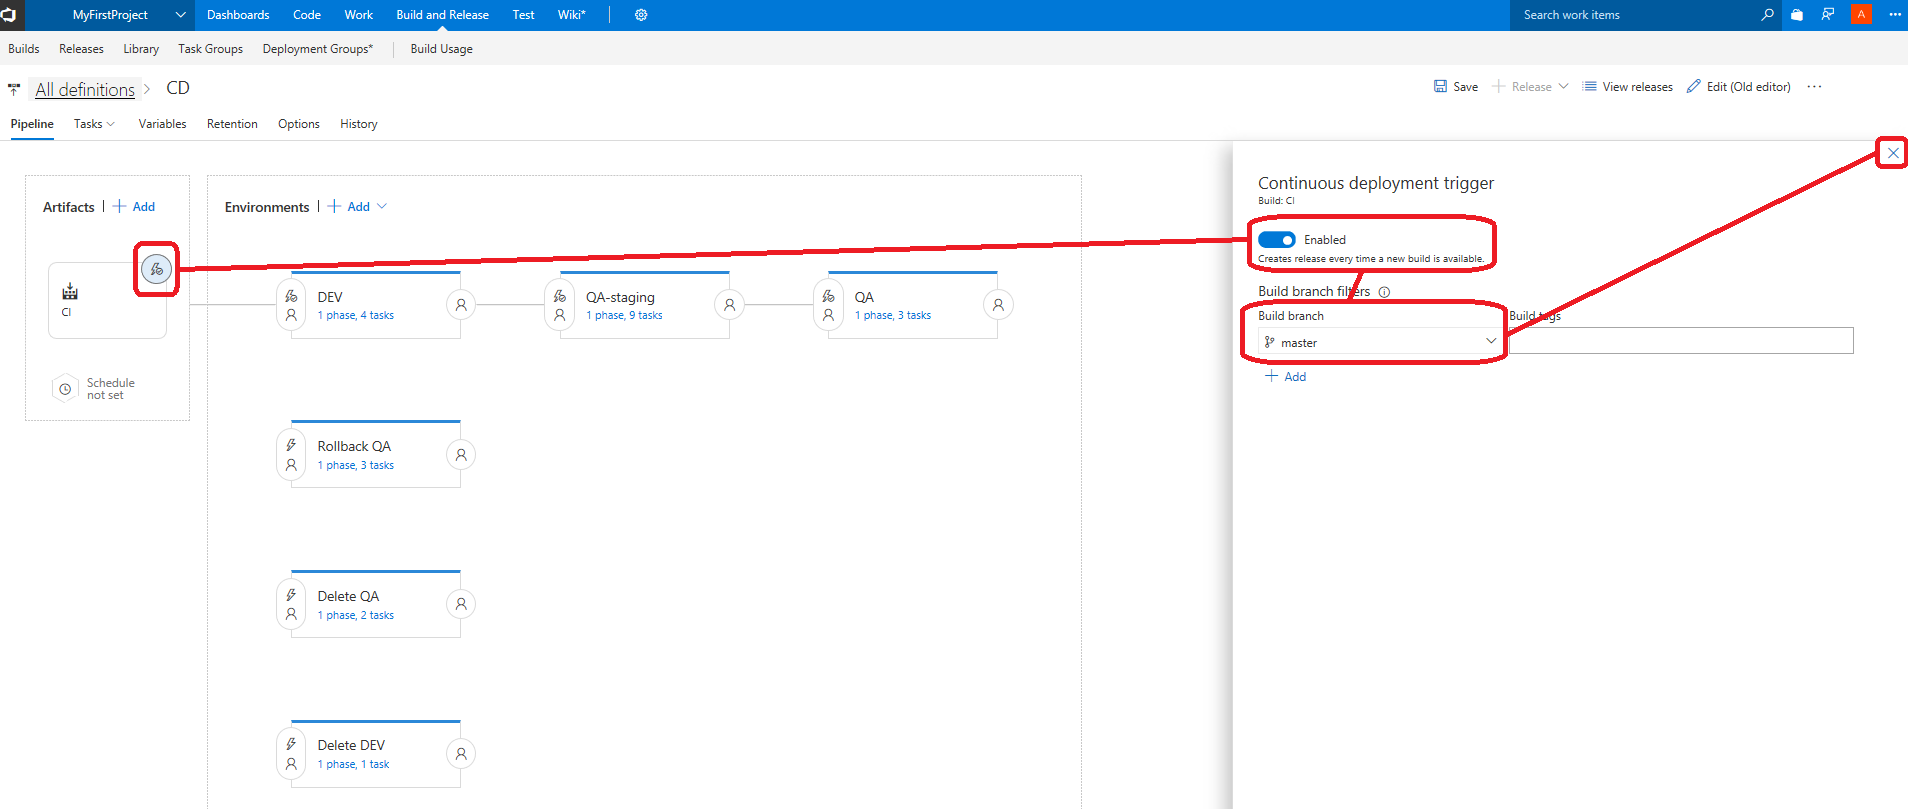 MyFirstProject Dashboards Code Work Build and Release Test Wiki* Search work items A
Builds Releases Library Task Groups Deployment Groups* Build Usage
All definitions > CD
Save Release View releases Edit (Old editor) ...
Pipeline Tasks Variables Retention Options History
Artifacts | + Add
Environments | + Add
CI
Schedule
not set
DEV
1 phase, 4 tasks
QA-staging
1 phase, 9 tasks
QA
1 phase, 3 tasks
Rollback QA
1 phase, 3 tasks
Delete QA
1 phase, 2 tasks
Delete DEV
1 phase, 1 task
Continuous deployment trigger
Build: CI
Enabled
Creates release every time a new build is available.
Build branch filters
Build branch
Build tags
master
+ Add